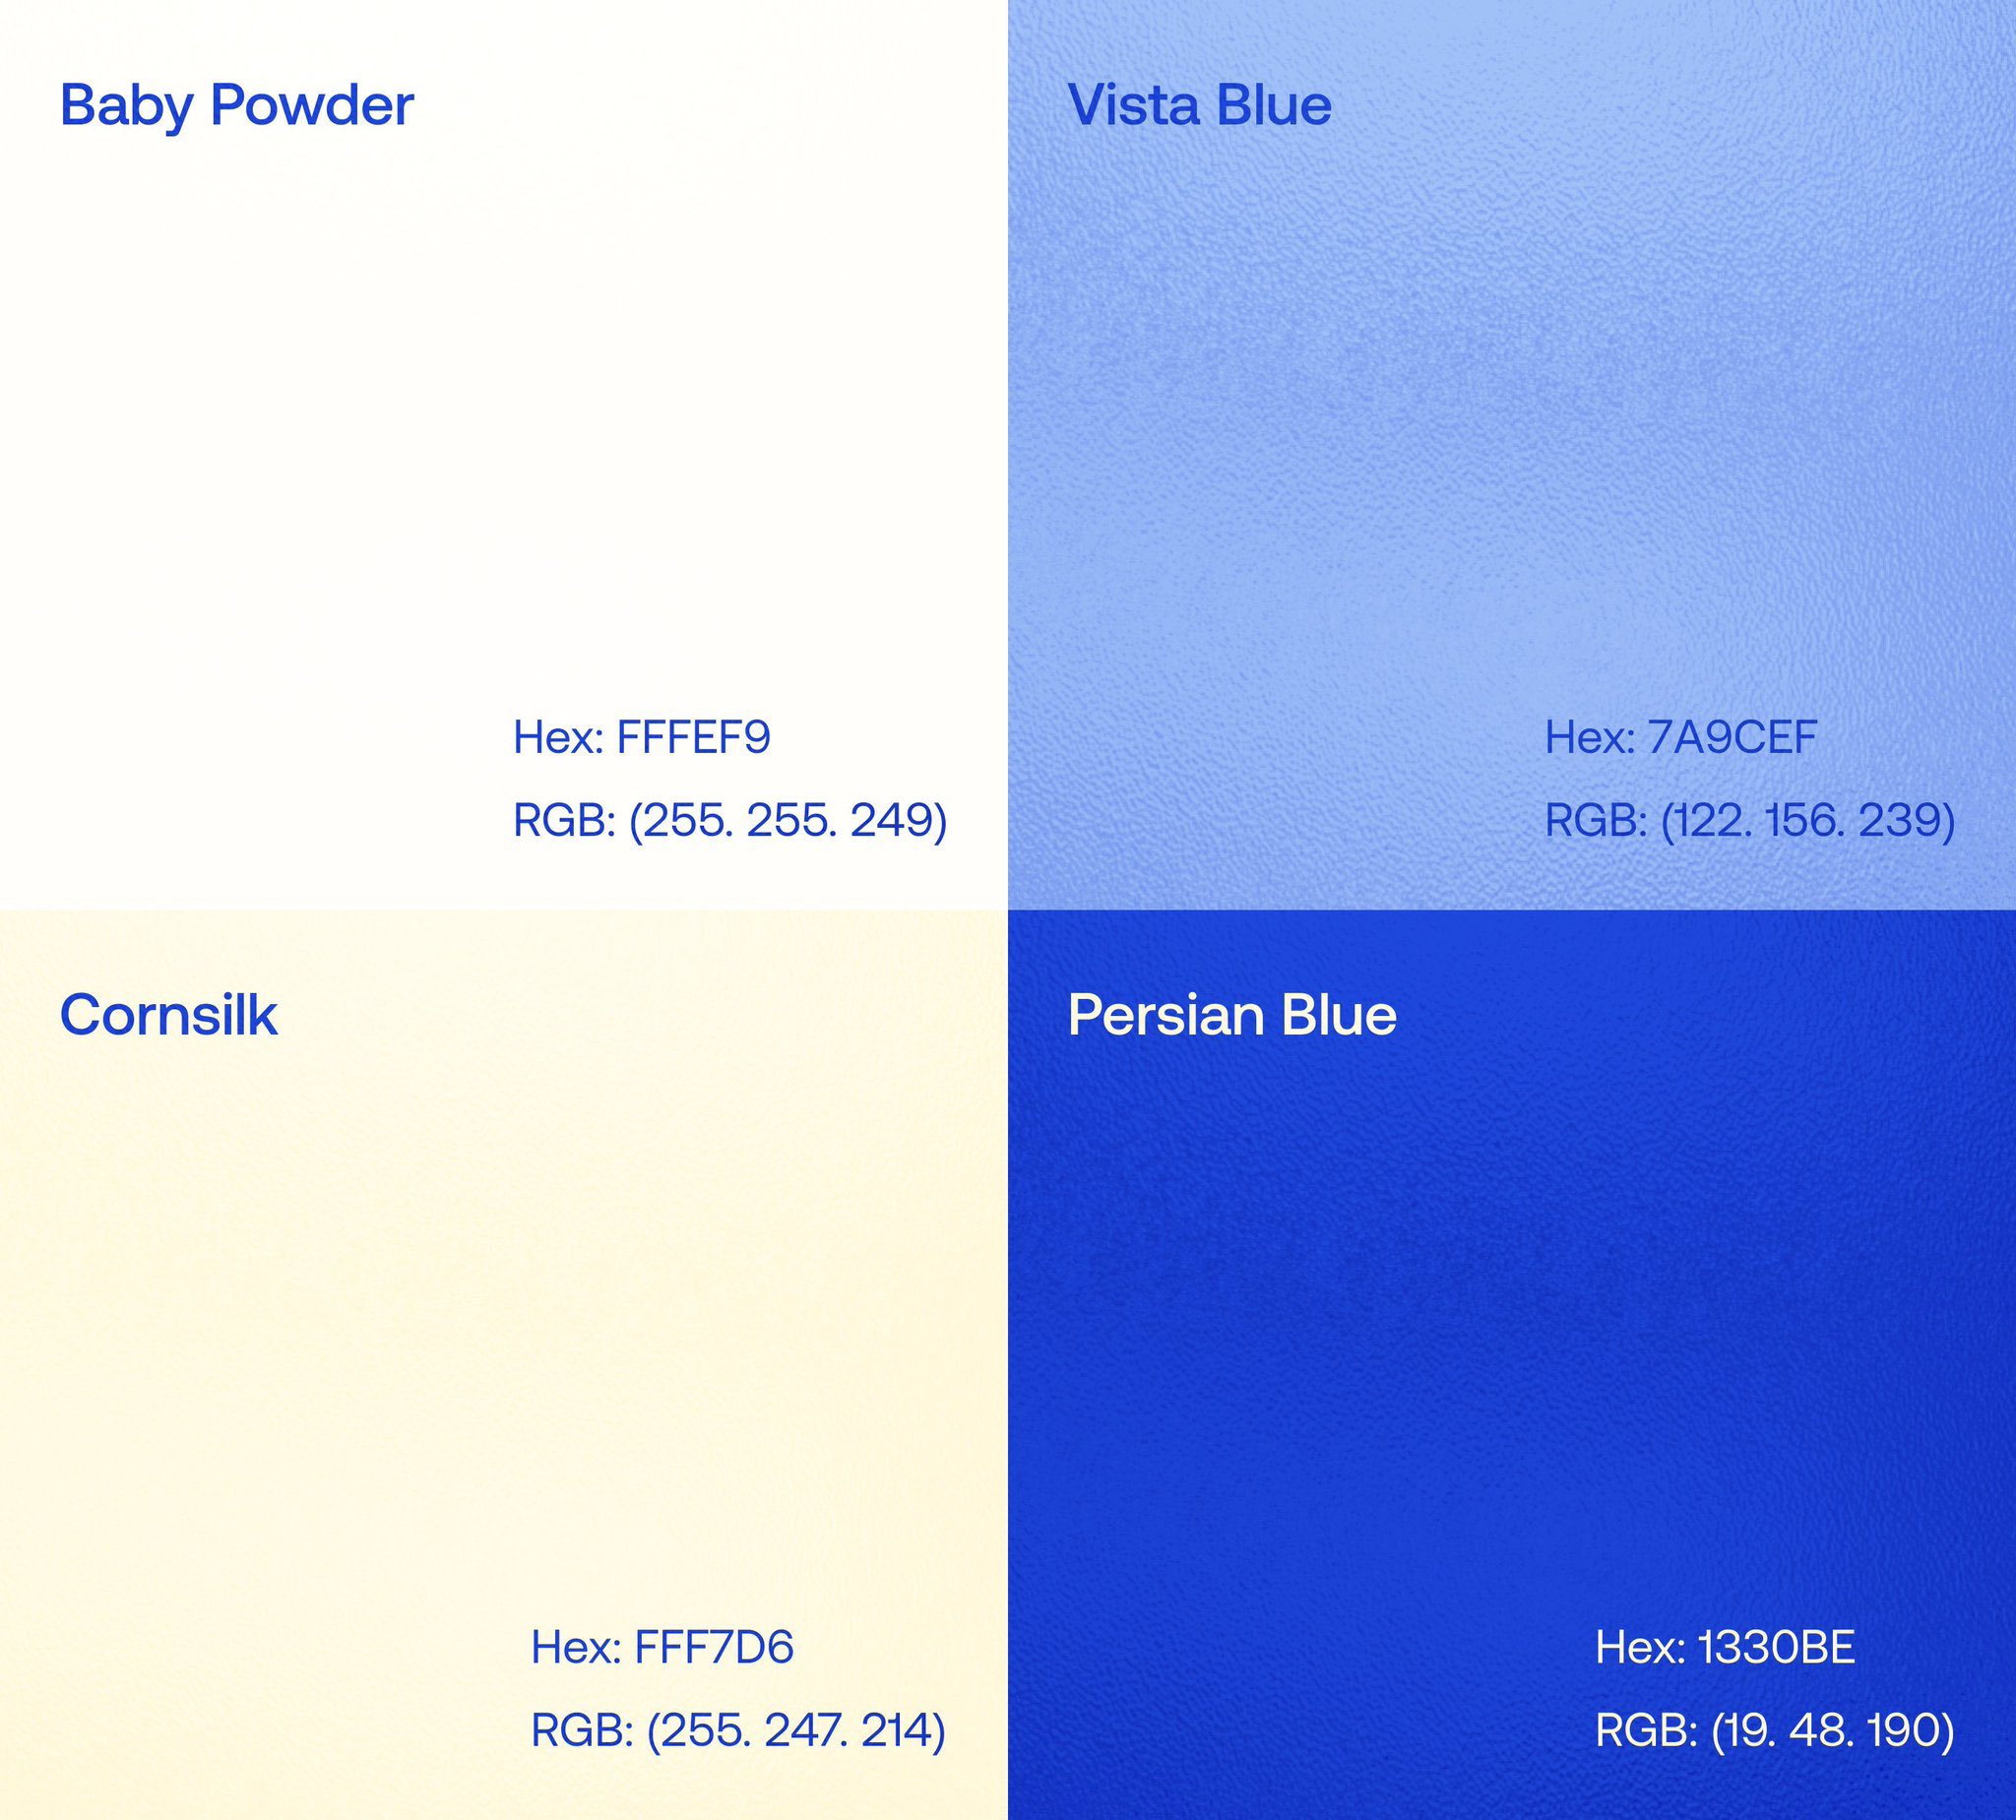 Baby Powder
Hex: FFFEF9
RGB: (255. 255. 249)
Vista Blue
Hex: 7A9CEF
RGB: (122. 156. 239)
Cornsilk
Hex: FFF7D6
RGB: (255. 247. 214)
Persian Blue
Hex: 1330BE
RGB: (19. 48. 190)